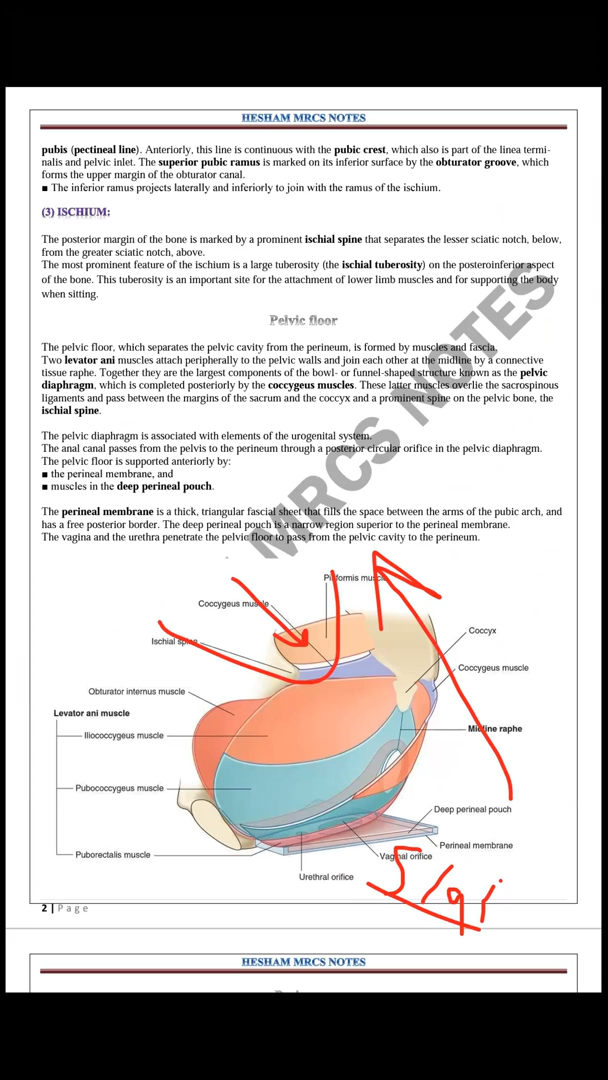 HESHAM MRCS NOTES
pubis (pectineal line). Anteriorly, this line is continuous with the pubic crest, which also is part of the linea termi-
nalis and pelvic inlet. The superior pubic ramus is marked on its inferior surface by the obturator groove, which
forms the upper margin of the obturator canal.
■ The inferior ramus projects laterally and inferiorly to join with the ramus of the ischium.
(3) ISCHIUM:
The posterior margin of the bone is marked by a prominent ischial spine that separates the lesser sciatic notch, below,
from the greater sciatic notch, above.
The most prominent feature of the ischium is a large tuberosity (the ischial tuberosity) on the posteroinferior aspect
of the bone. This tuberosity is an important site for the attachment of lower limb muscles and for supporting the body
when sitting.
Pelvic floor
The pelvic floor, which separates the pelvic cavity from the perineum, is formed by muscles and fascia.
Two levator ani muscles attach peripherally to the pelvic walls and join each other at the midline by a connective
tissue raphe. Together they are the largest components of the bowl- or funnel-shaped structure known as the pelvic
diaphragm, which is completed posteriorly by the coccygeus muscles. These latter muscles overlie the sacrospinous
ligaments and pass between the margins of the sacrum and the coccyx and a prominent spine on the pelvic bone, the
ischial spine.
The pelvic diaphragm is associated with elements of the urogenital system.
The anal canal passes from the pelvis to the perineum through a posterior circular orifice in the pelvic diaphragm.
The pelvic floor is supported anteriorly by:
■ the perineal membrane, and
■ muscles in the deep perineal pouch.
The perineal membrane is a thick, triangular fascial sheet that fills the space between the arms of the pubic arch, and
has a free posterior border. The deep perineal pouch is a narrow region superior to the perineal membrane.
The vagina and the urethra penetrate the pelvic floor to pass from the pelvic cavity to the perineum.
MRCS NOTES
Piriformis muscle
Coccygeus muscle
Ischial spine
Coccyx
Coccygeus muscle
Obturator internus muscle
Levator ani muscle
Midline raphe
Iliococcygeus muscle
Pubococcygeus muscle
Deep perineal pouch
Perineal membrane
Puborectalis muscle
Vaginal orifice
Urethral orifice
2 | Page
HESHAM MRCS NOTES